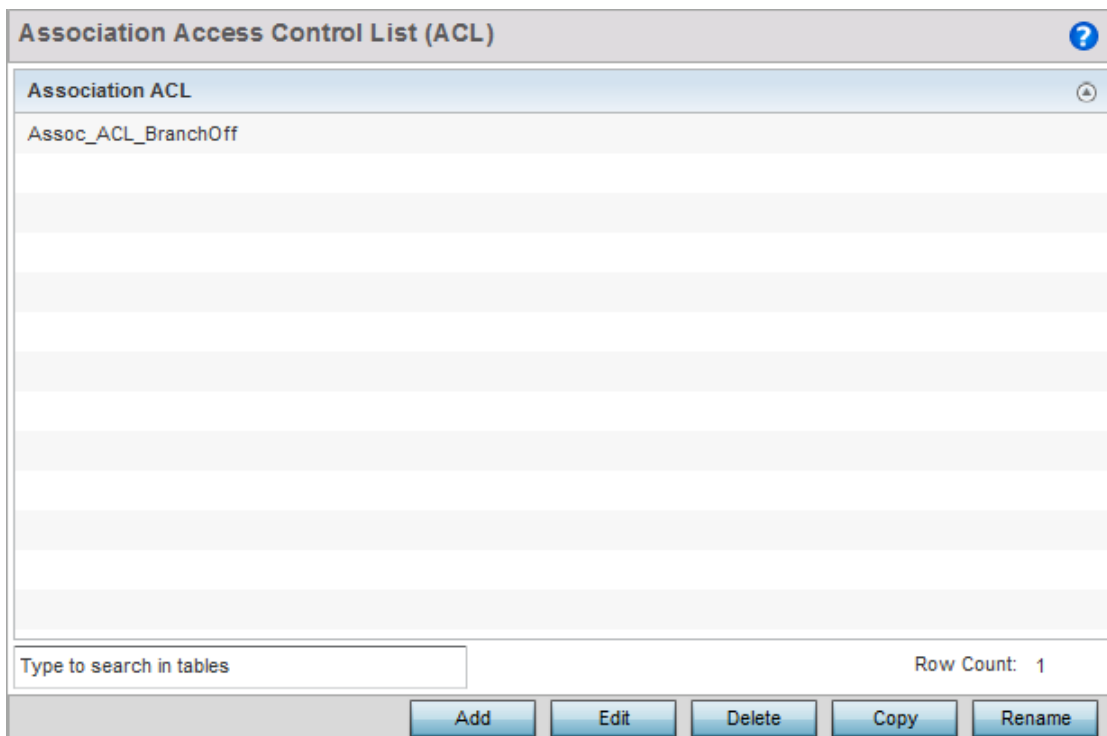 Association Access Control List (ACL)
?
Association ACL
Assoc_ACL_BranchOff
Type to search in tables
Row Count: 1
Add Edit Delete Copy Rename